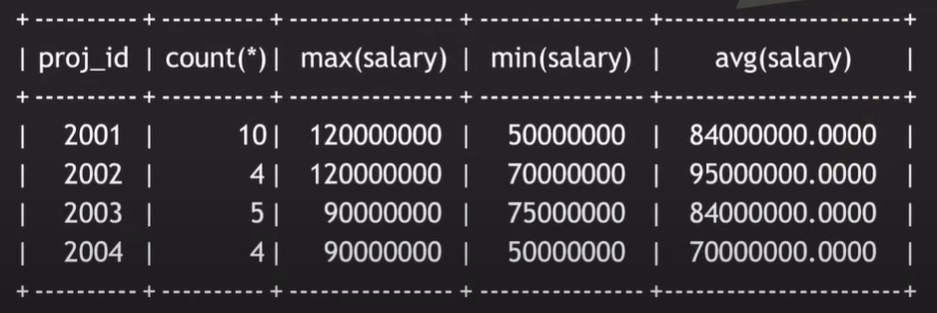 + ---------- + ---------- + ---------------- + ---------------- +-----------------------+
| proj_id | count(*)| max(salary) | min(salary) | avg(salary) |
+ ---------- + ---------- + ---------------- + ---------------- +-----------------------+
| 2001 | 10| 120000000 | 50000000 | 84000000.0000 |
| 2002 | 4| 120000000 | 70000000 | 95000000.0000 |
| 2003 | 5| 90000000 | 75000000 | 84000000.0000 |
| 2004 | 4| 90000000 | 50000000 | 70000000.0000 |
+ ---------- + ---------- + ---------------- + ---------------- +-----------------------+